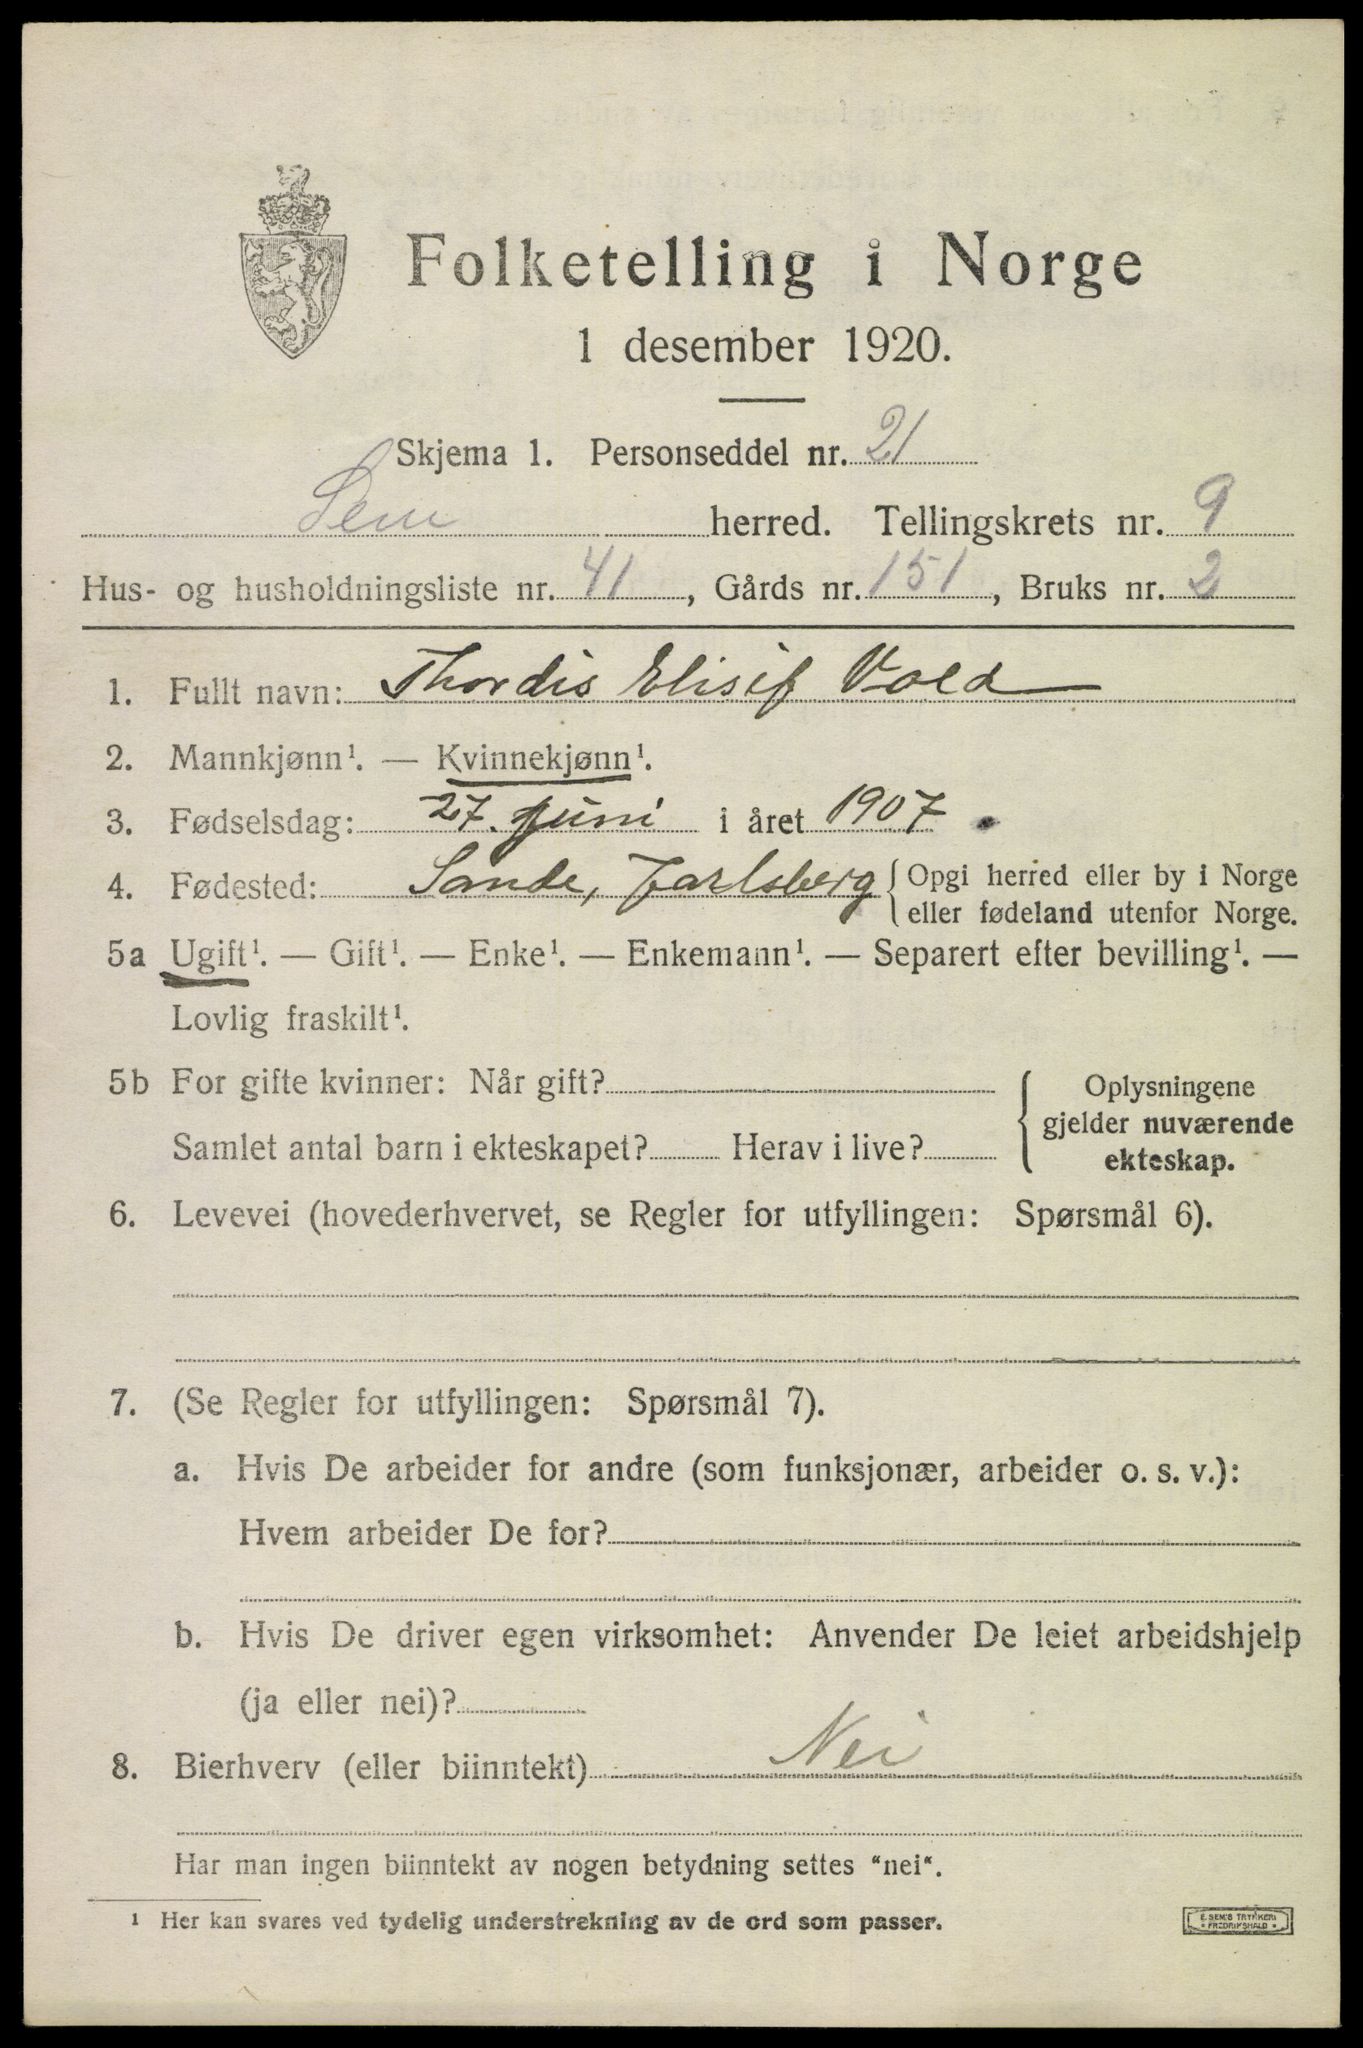 Folketelling i Norge
1 desember 1920.
Skjema 1. Personseddel nr. 21
Sem herred. Tellingskrets nr. 9
Hus- og husholdningsliste nr. 41, Gårds nr. 151, Bruks nr. 2
1. Fullt navn: Thordis Elisif Vold
2. Mannkjønn¹. — Kvinnekjønn¹.
3. Fødselsdag: 27. juni i året 1907
4. Fødested: Sande, Jarlsberg { Opgi herred eller by i Norge
eller fødeland utenfor Norge.
5a Ugift¹. — Gift¹. — Enke¹. — Enkemann¹. — Separert efter bevilling¹. —
Lovlig fraskilt¹.
5b For gifte kvinner: Når gift?
Samlet antal barn i ekteskapet? Herav i live?
{ Oplysningene
gjelder nuværende
ekteskap.
6. Levevei (hovederhvervet, se Regler for utfyllingen: Spørsmål 6).
7. (Se Regler for utfyllingen: Spørsmål 7).
a. Hvis De arbeider for andre (som funksjonær, arbeider o. s. v.):
Hvem arbeider De for?
b. Hvis De driver egen virksomhet: Anvender De leiet arbeidshjelp
(ja eller nei)?
8. Bierhverv (eller biinntekt) Nei
Har man ingen biinntekt av nogen betydning settes "nei".
¹ Her kan svares ved tydelig understrekning av de ord som passer.
E. SEM'S TRYKKERI
FREDRIKSHALD